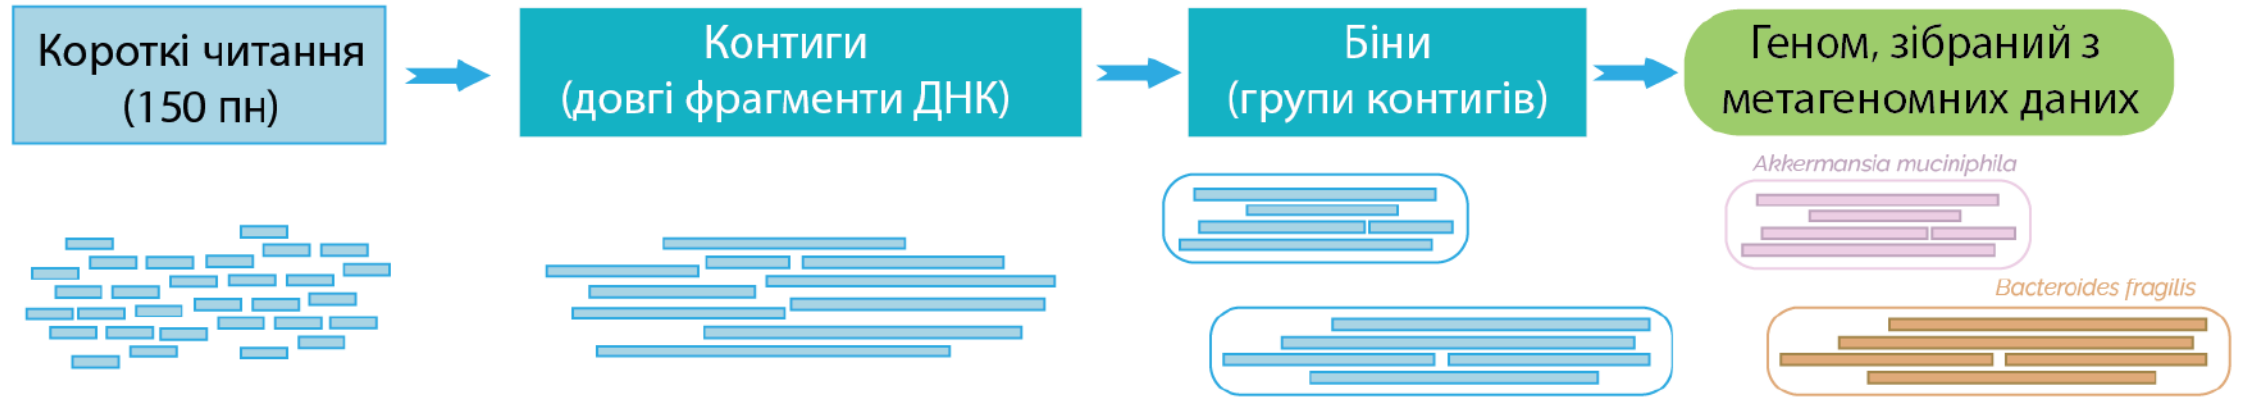 Короткі читання
(150 пн)
Контиги
(довгі фрагменти ДНК)
Біни
(групи контигів)
Геном, зібраний з
метагеномних даних
Akkermansia muciniphila
Bacteroides fragilis